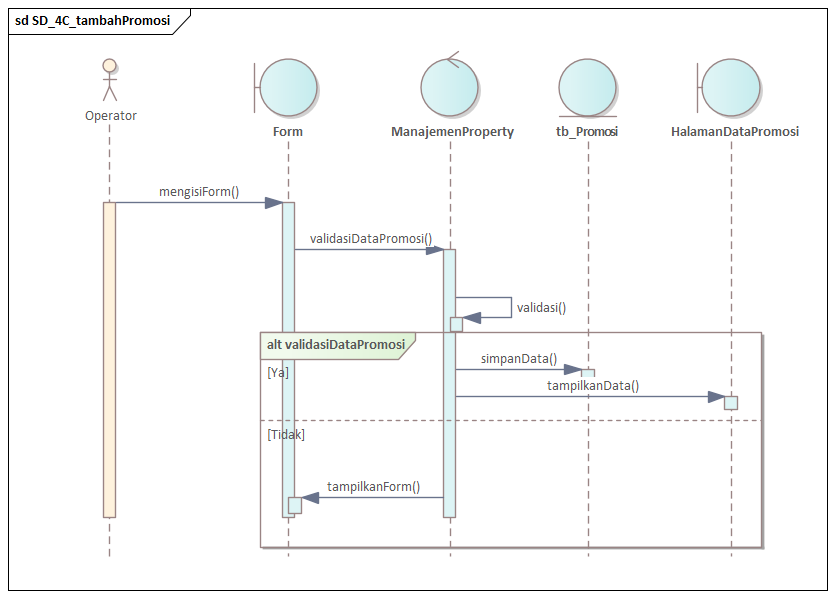 sd SD_4C_tambahPromosi
Operator
Form
ManajemenProperty
tb_Promosi
HalamanDataPromosi
mengisiForm()
validasiDataPromosi()
validasi()
alt validasiDataPromosi
simpanData()
[Ya]
tampilkanData()
[Tidak]
tampilkanForm()